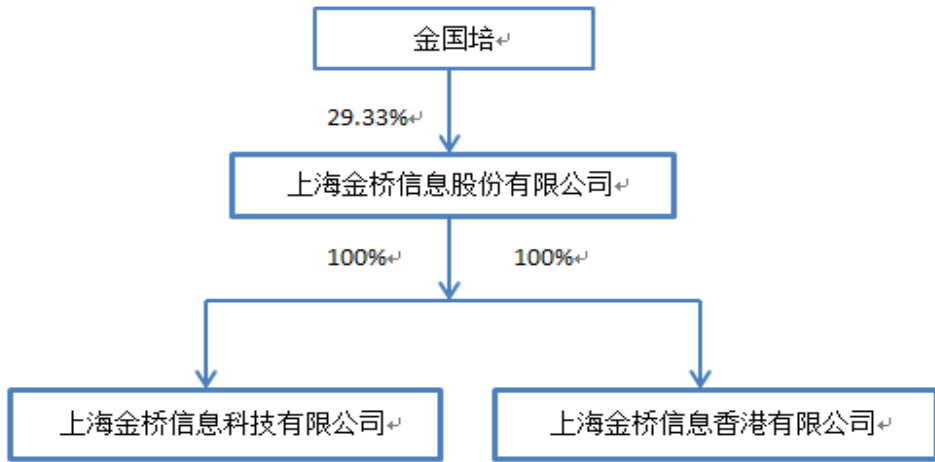 金国培
29.33%
上海金桥信息股份有限公司
100% 100%
上海金桥信息科技有限公司 上海金桥信息香港有限公司